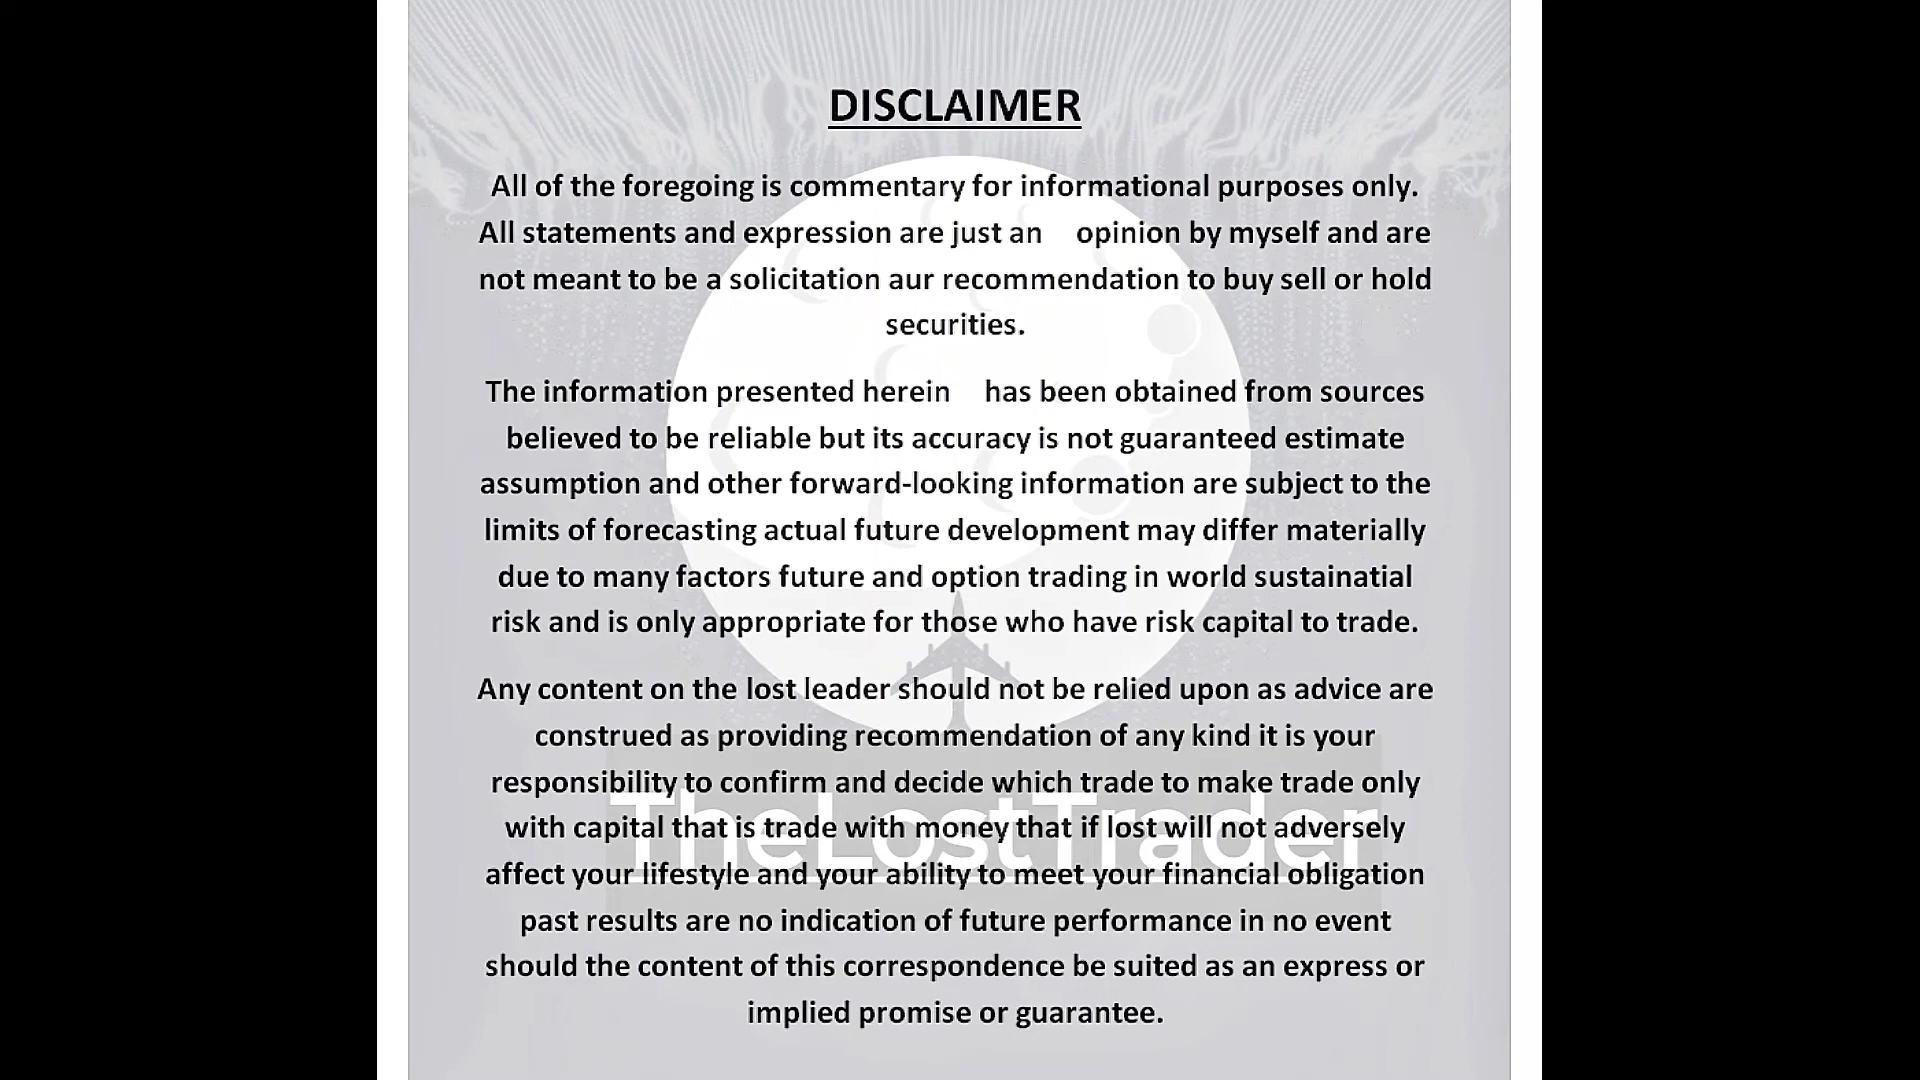 DISCLAIMER
All of the foregoing is commentary for informational purposes only.
All statements and expression are just an opinion by myself and are
not meant to be a solicitation aur recommendation to buy sell or hold
securities.
The information presented herein has been obtained from sources
believed to be reliable but its accuracy is not guaranteed estimate
assumption and other forward-looking information are subject to the
limits of forecasting actual future development may differ materially
due to many factors future and option trading in world sustainatial
risk and is only appropriate for those who have risk capital to trade.
Any content on the lost leader should not be relied upon as advice are
construed as providing recommendation of any kind it is your
responsibility to confirm and decide which trade to make trade only
with capital that is trade with money that if lost will not adversely
affect your lifestyle and your ability to meet your financial obligation
past results are no indication of future performance in no event
should the content of this correspondence be suited as an express or
implied promise or guarantee.
TheLostTrader